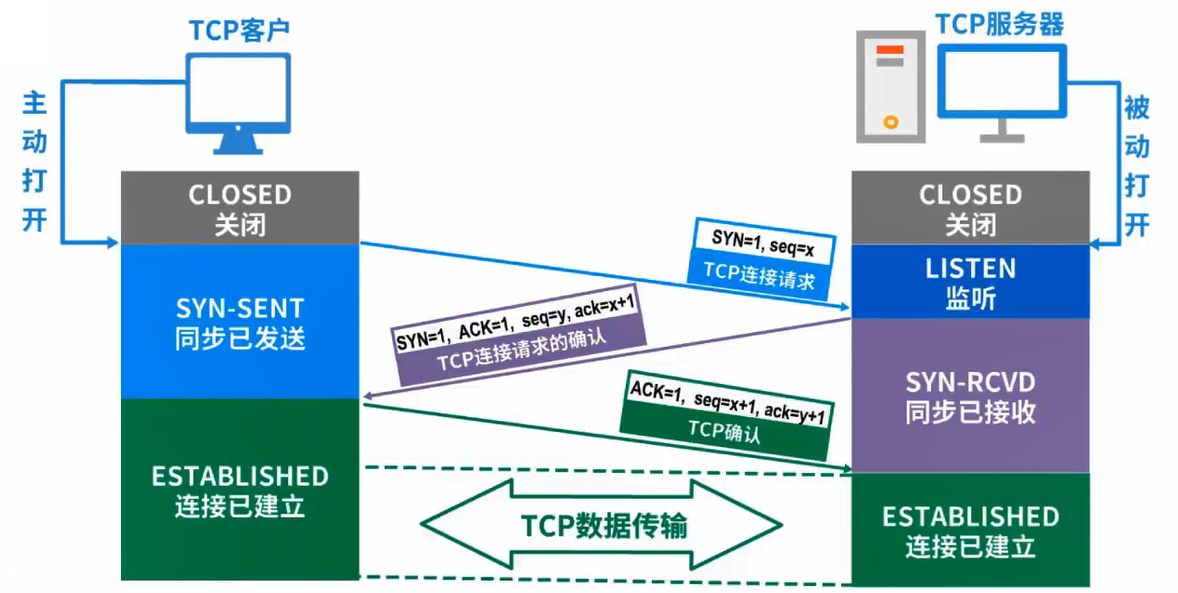 TCP客户
TCP服务器
主动打开
被动打开
CLOSED
关闭
CLOSED
关闭
SYN=1, seq=x
TCP连接请求
LISTEN
监听
SYN-SENT
同步已发送
SYN=1, ACK=1, seq=y, ack=x+1
TCP连接请求的确认
SYN-RCVD
同步已接收
ACK=1, seq=x+1, ack=y+1
TCP确认
ESTABLISHED
连接已建立
TCP数据传输
ESTABLISHED
连接已建立